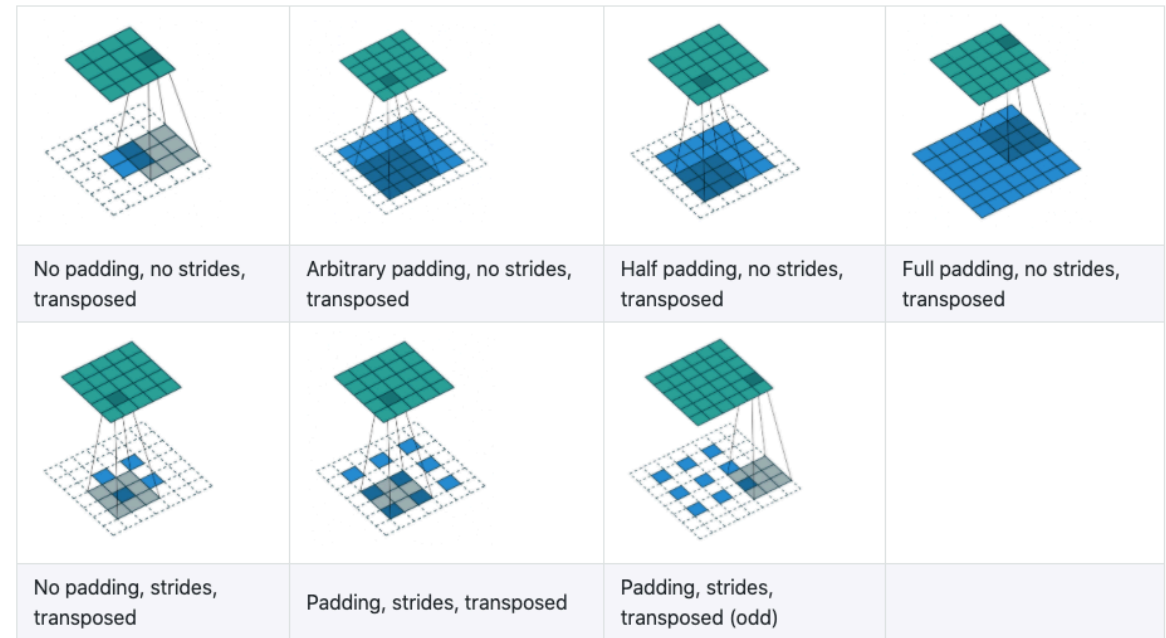 No padding, no strides,
transposed
Arbitrary padding, no strides,
transposed
Half padding, no strides,
transposed
Full padding, no strides,
transposed
No padding, strides,
transposed
Padding, strides, transposed
Padding, strides,
transposed (odd)